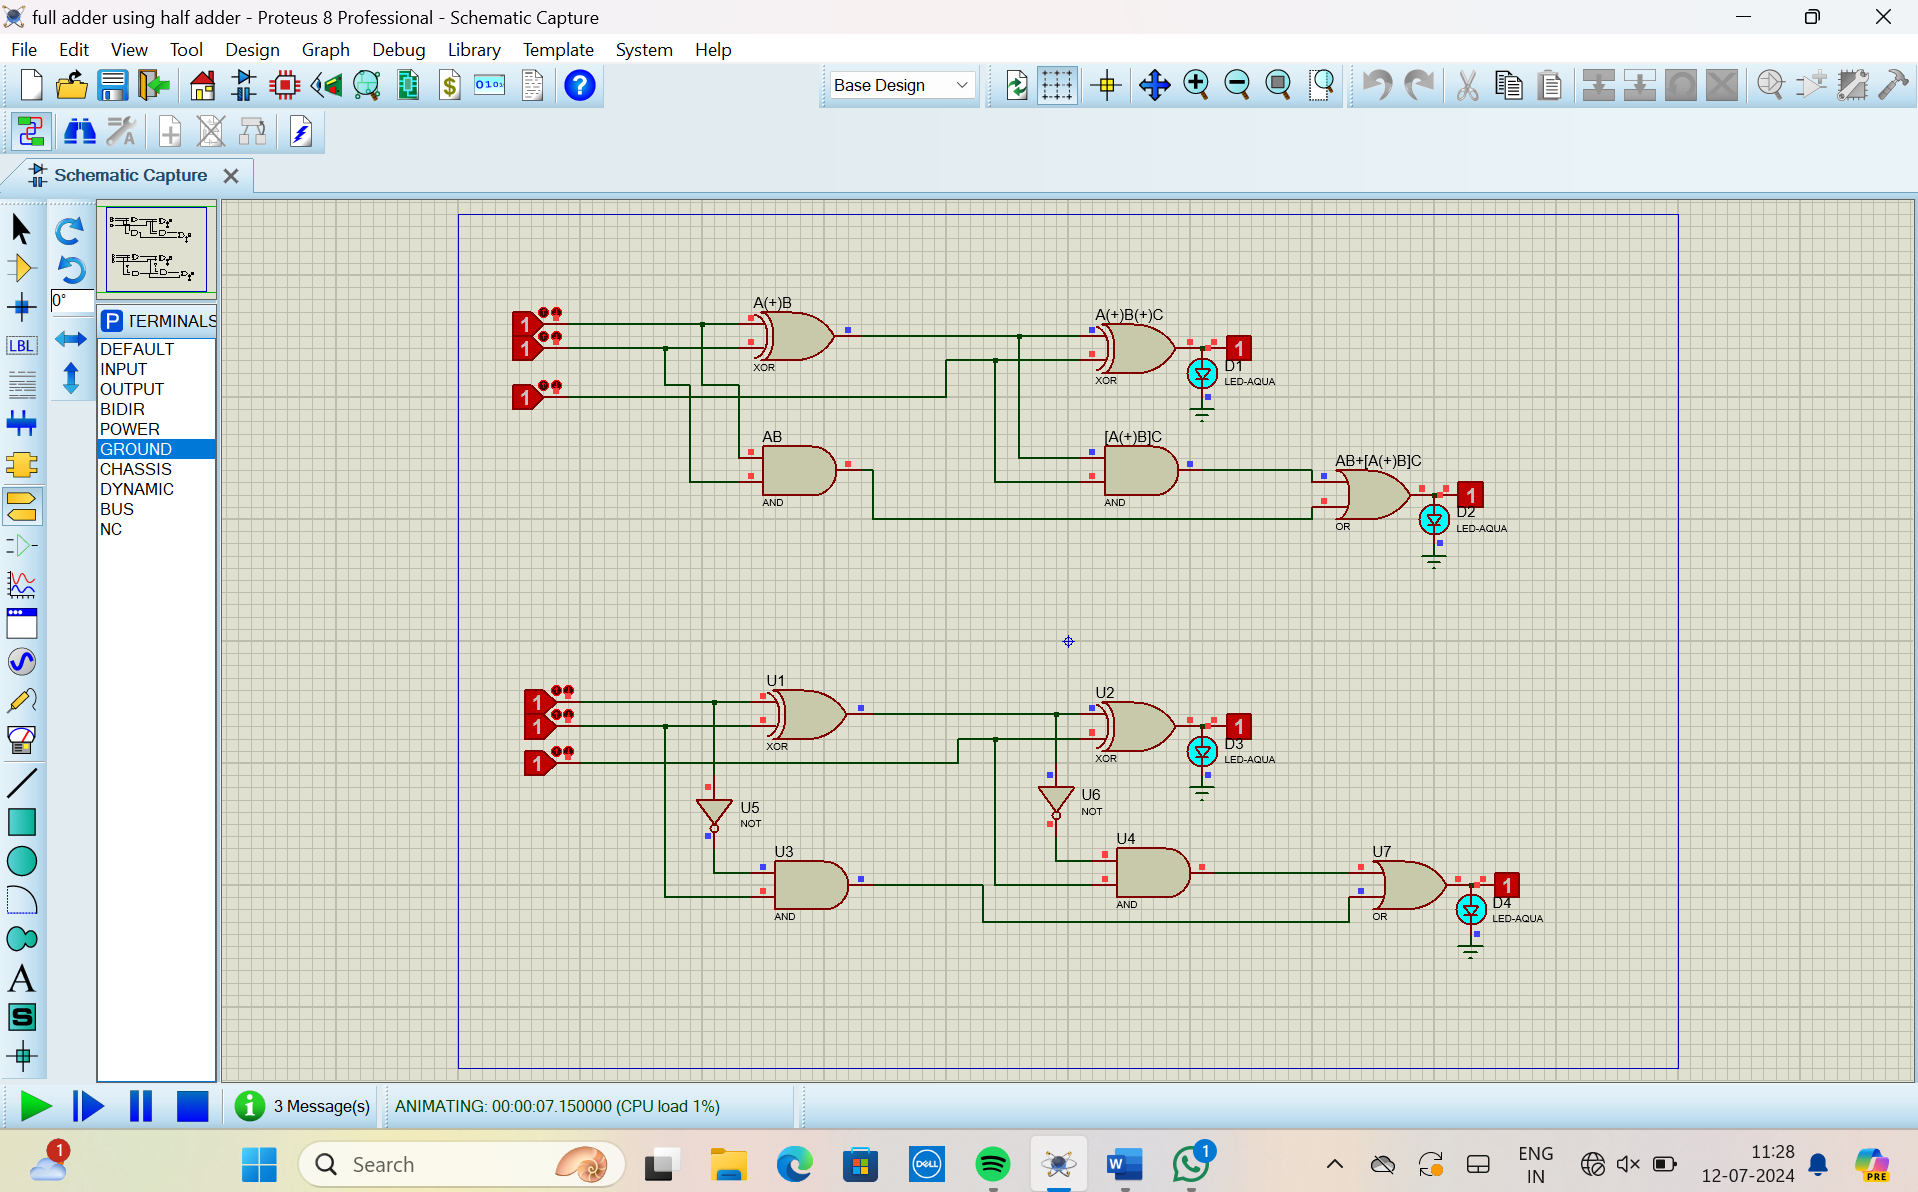 full adder using half adder - Proteus 8 Professional - Schematic Capture
File Edit View Tool Design Graph Debug Library Template System Help
Base Design
Schematic Capture
LBL
0°
P TERMINALS
DEFAULT
INPUT
OUTPUT
BIDIR
POWER
GROUND
CHASSIS
DYNAMIC
BUS
NC
A
S
A(+)B
XOR
A(+)B(+)C
XOR
1
1
1
1
D1
LED-AQUA
AB
AND
[A(+)B]C
AND
AB+[A(+)B]C
OR
1
D2
LED-AQUA
U1
XOR
U2
XOR
1
1
1
1
D3
LED-AQUA
U5
NOT
U6
NOT
U3
AND
U4
AND
U7
OR
1
D4
LED-AQUA
3 Message(s)
ANIMATING: 00:00:07.150000 (CPU load 1%)
1
Search
DELL
W
1
ENG
IN
11:28
12-07-2024
PRE